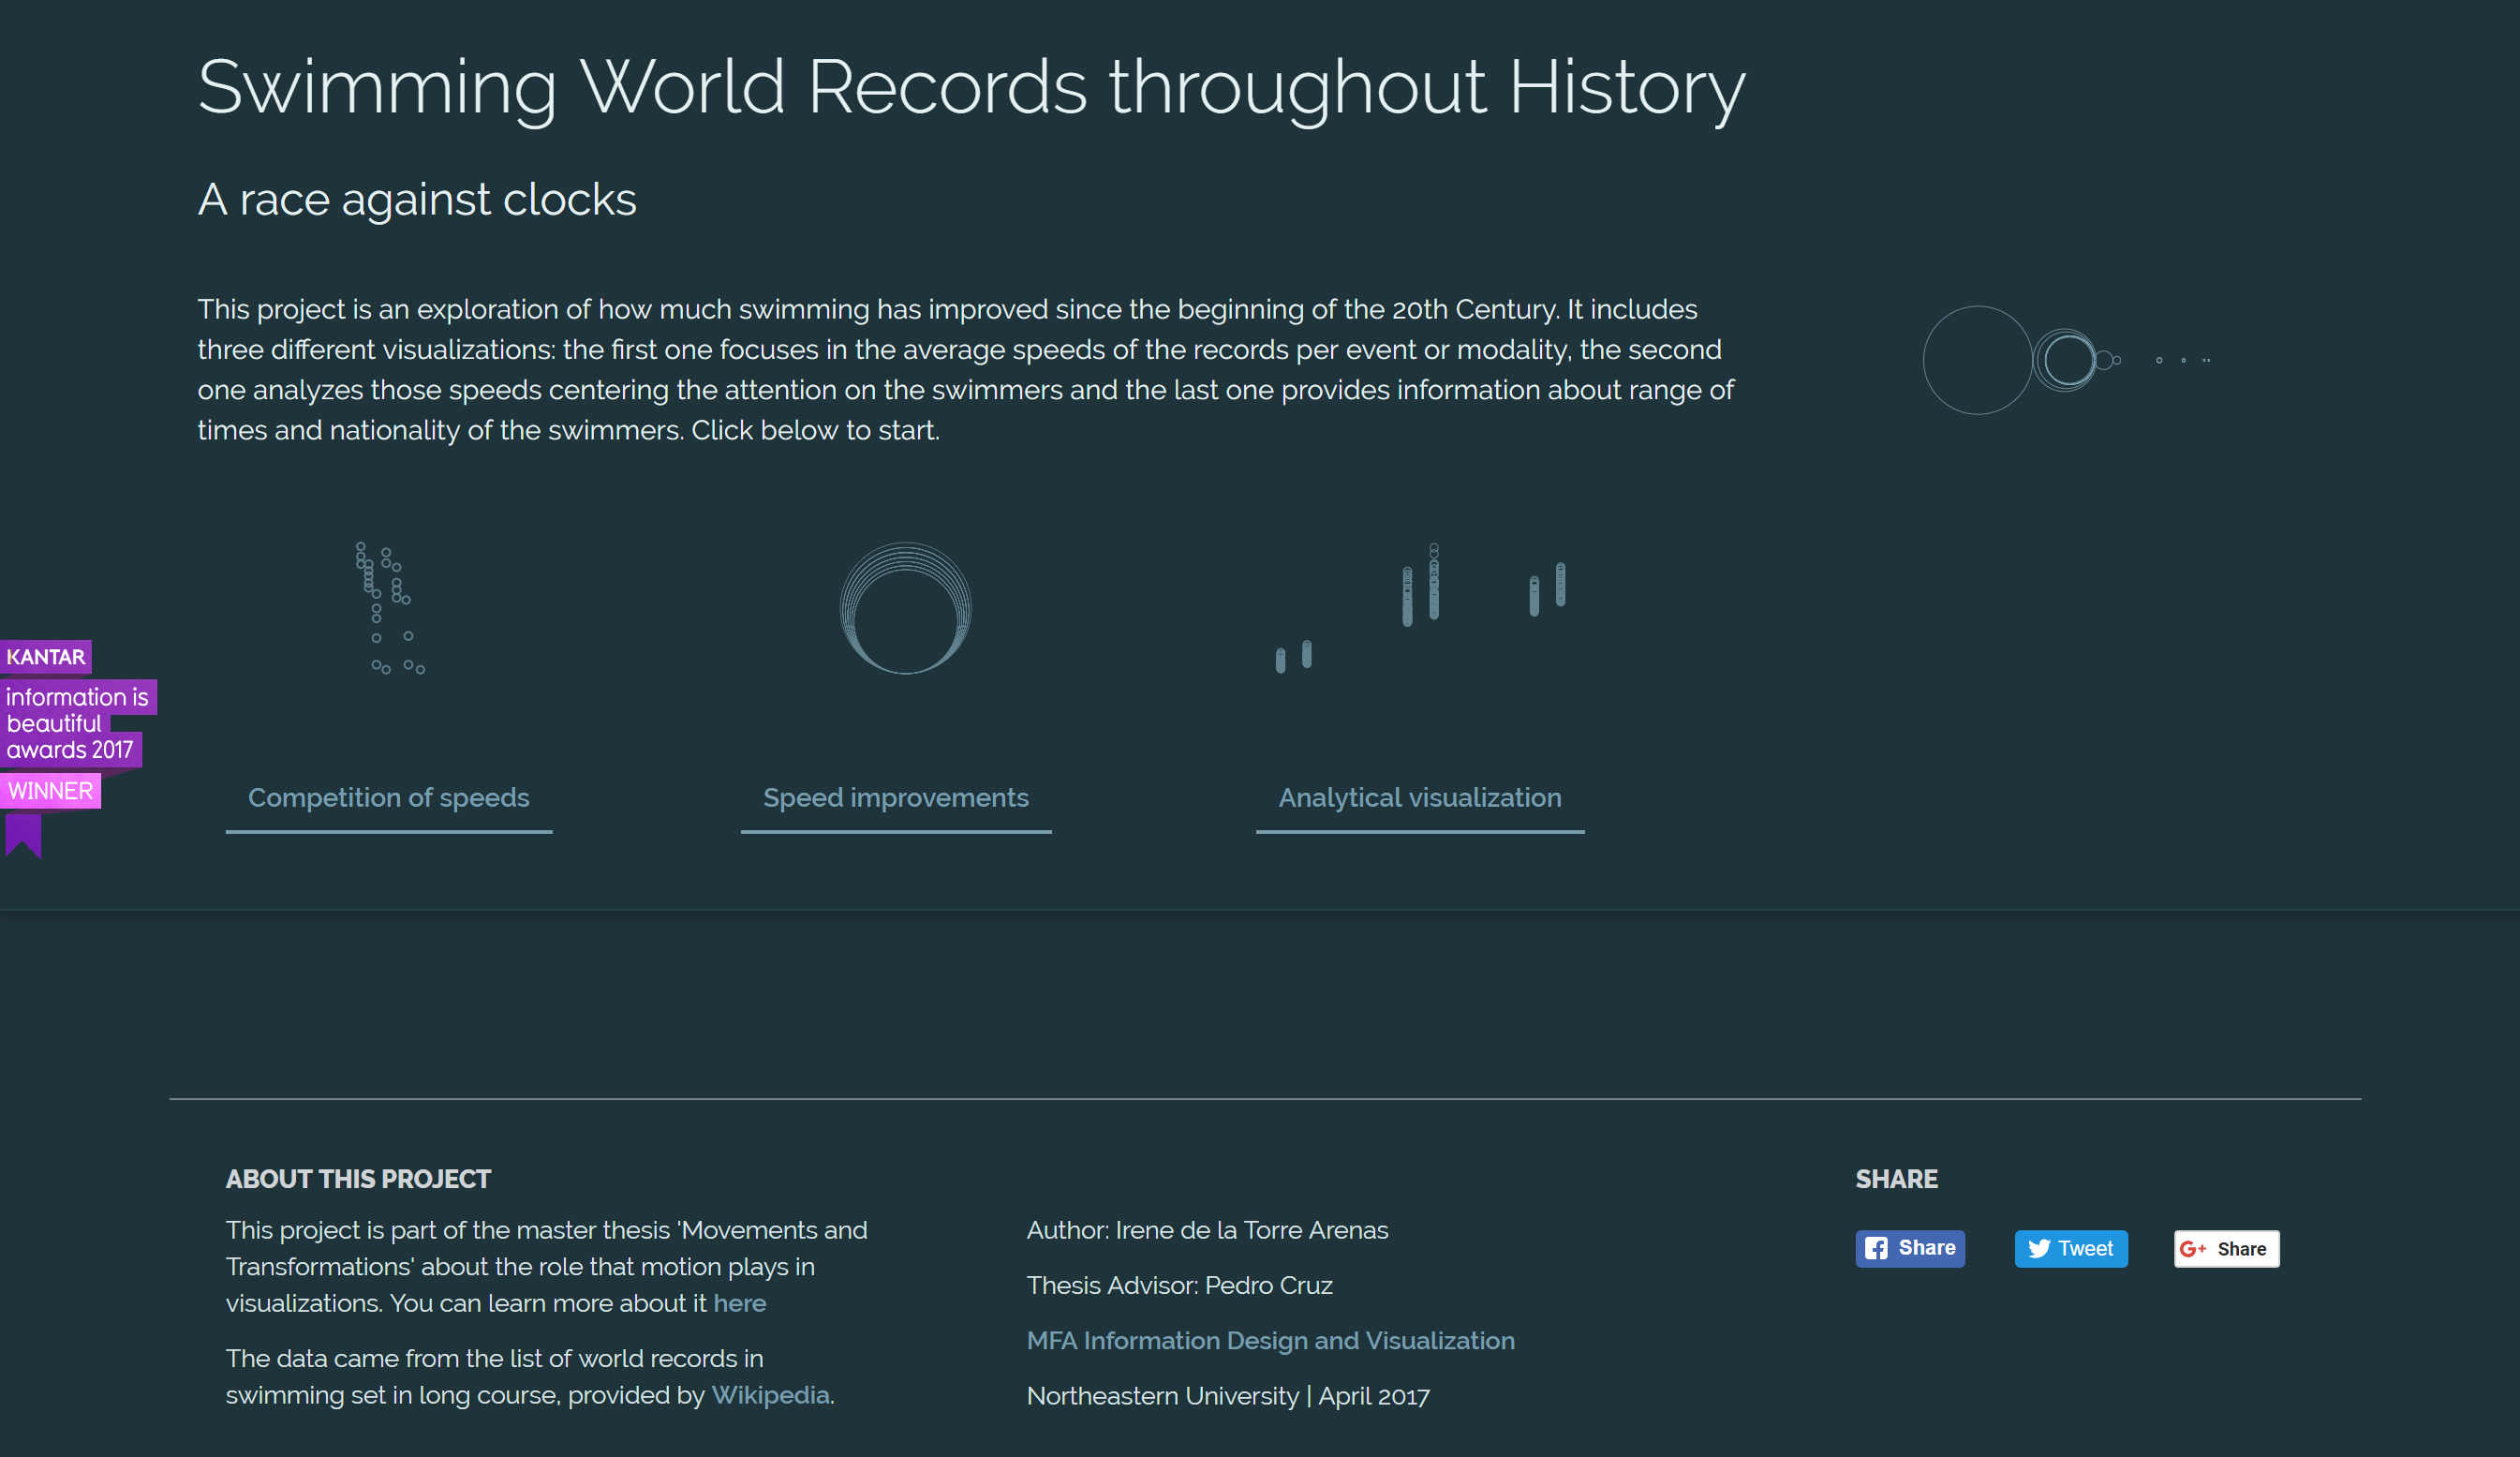 Swimming World Records throughout History
A race against clocks
This project is an exploration of how much swimming has improved since the beginning of the 20th Century. It includes
three different visualizations: the first one focuses in the average speeds of the records per event or modality, the second
one analyzes those speeds centering the attention on the swimmers and the last one provides information about range of
times and nationality of the swimmers. Click below to start.
KANTAR
information is
beautiful
awards 2017
WINNER
Competition of speeds
Speed improvements
Analytical visualization
ABOUT THIS PROJECT
This project is part of the master thesis 'Movements and
Transformations' about the role that motion plays in
visualizations. You can learn more about it here
The data came from the list of world records in
swimming set in long course, provided by Wikipedia.
Author: Irene de la Torre Arenas
Thesis Advisor: Pedro Cruz
MFA Information Design and Visualization
Northeastern University | April 2017
SHARE
Share
Tweet
G+ Share